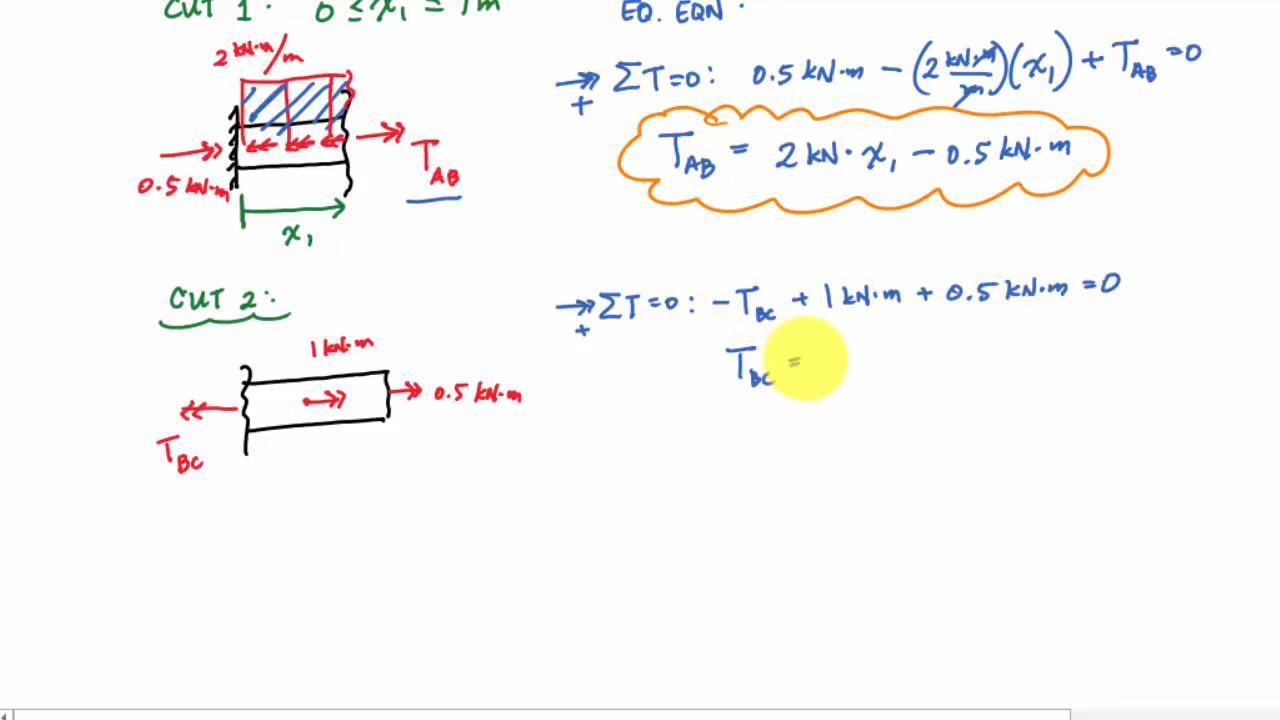 CUT 1: 0 ≤ x₁ ≤ 1m
EQ. EQN.
2 kN·m/m
0.5 kN·m
T_AB
x₁
→→ + ΣT=0: 0.5 kN·m − (2 kN·m/m)(x₁) + T_AB = 0
T_AB = 2 kN·x₁ − 0.5 kN·m
CUT 2:
1 kN·m
0.5 kN·m
T_BC
→→ + ΣT=0: −T_BC + 1 kN·m + 0.5 kN·m = 0
T_BC =